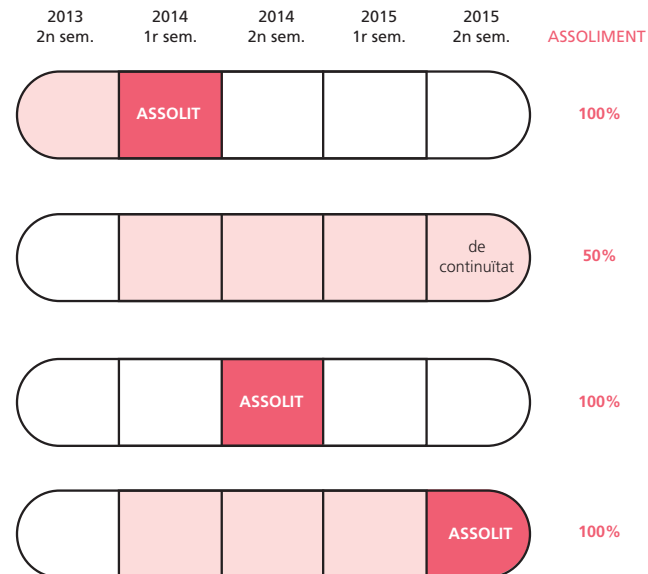 2013 2014 2014 2015 2015
2n sem. 1r sem. 2n sem. 1r sem. 2n sem. ASSOLIMENT
ASSOLIT 100%
de
continuïtat 50%
ASSOLIT 100%
ASSOLIT 100%